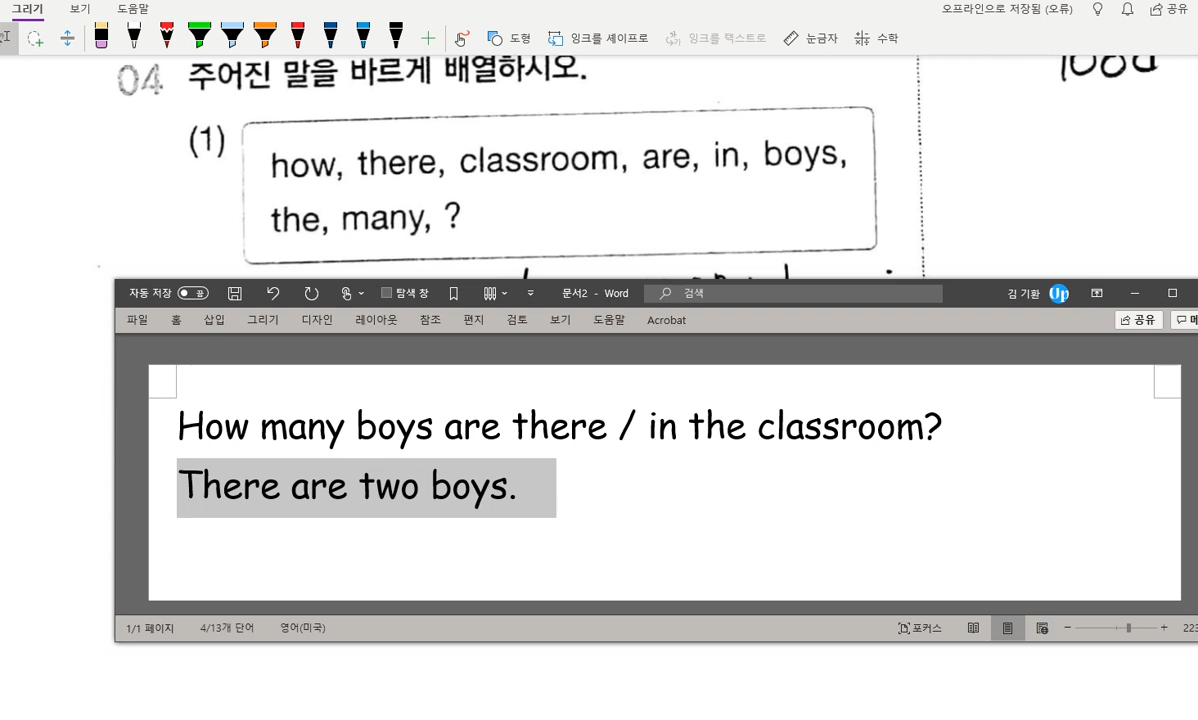 그리기 보기 도움말 오프라인으로 저장됨 (오류) 공유
도형 잉크를 셰이프로 잉크를 텍스트로 눈금자 수학
04 주어진 말을 바르게 배열하시오.
(1) how, there, classroom, are, in, boys,
the, many, ?
자동 저장 끔 탐색 창 문서2 - Word 검색 김 기환 Up
파일 홈 삽입 그리기 디자인 레이아웃 참조 편지 검토 보기 도움말 Acrobat 공유
How many boys are there / in the classroom?
There are two boys.
1/1 페이지 4/13개 단어 영어(미국) 포커스